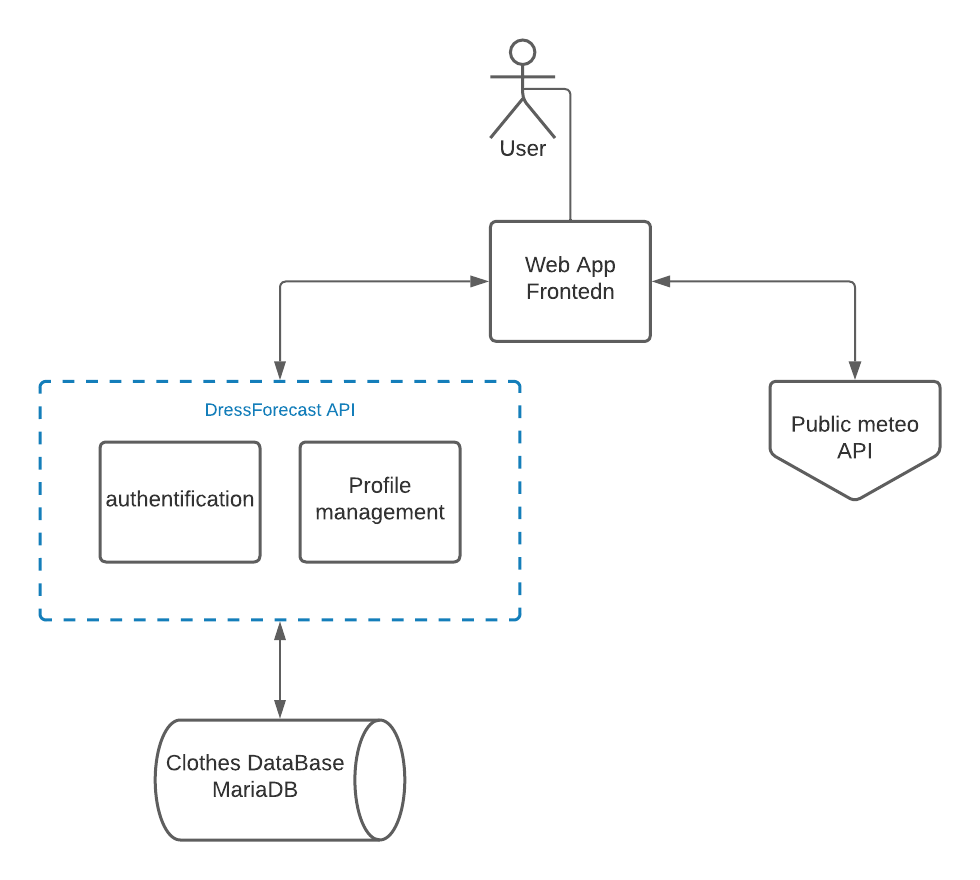 User
Web App
Frontedn
DressForecast API
authentification
Profile
management
Public meteo
API
Clothes DataBase
MariaDB